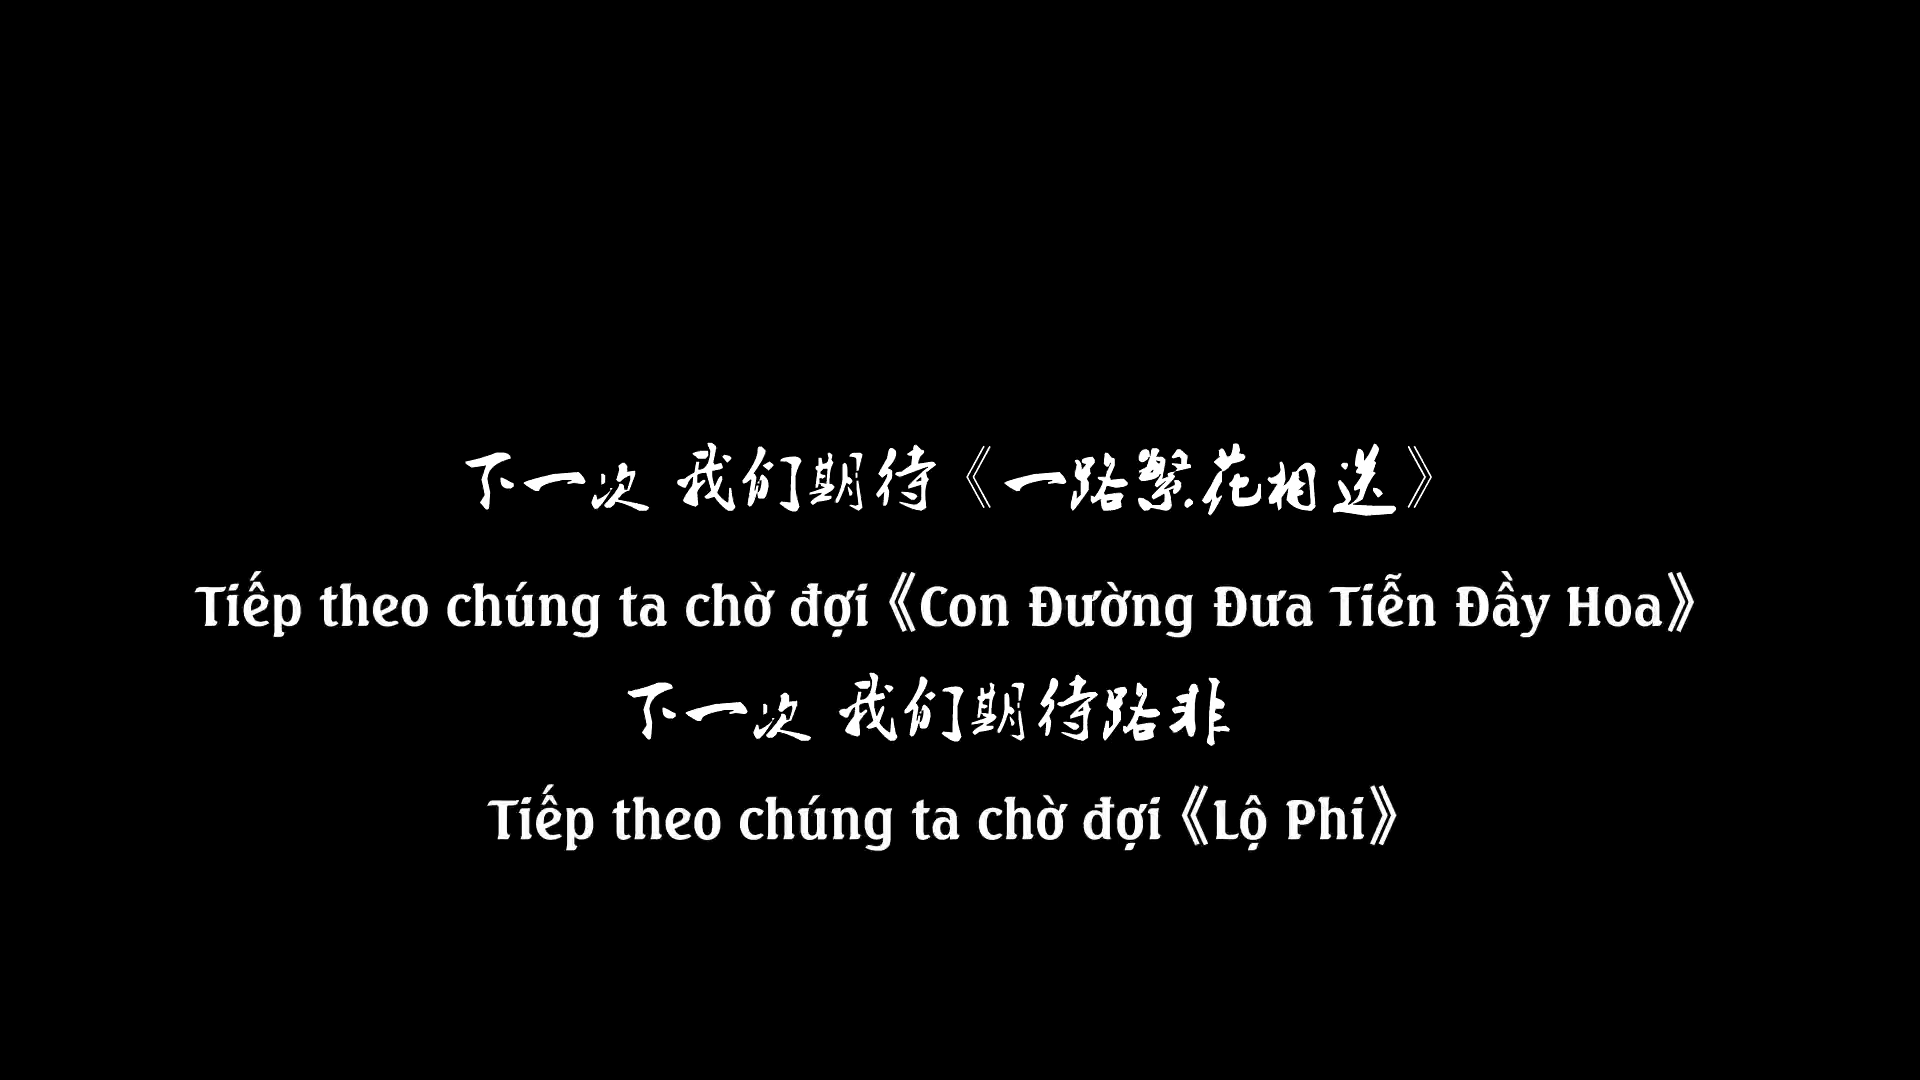 下一次 我们期待《一路繁花相送》
Tiếp theo chúng ta chờ đợi《Con Đường Đưa Tiễn Đầy Hoa》
下一次 我们期待路非
Tiếp theo chúng ta chờ đợi《Lộ Phi》